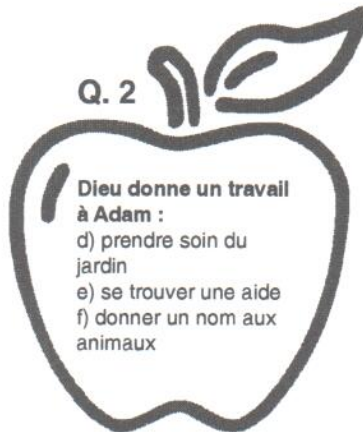 Q. 2
Dieu donne un travail
à Adam :
d) prendre soin du
jardin
e) se trouver une aide
f) donner un nom aux
animaux